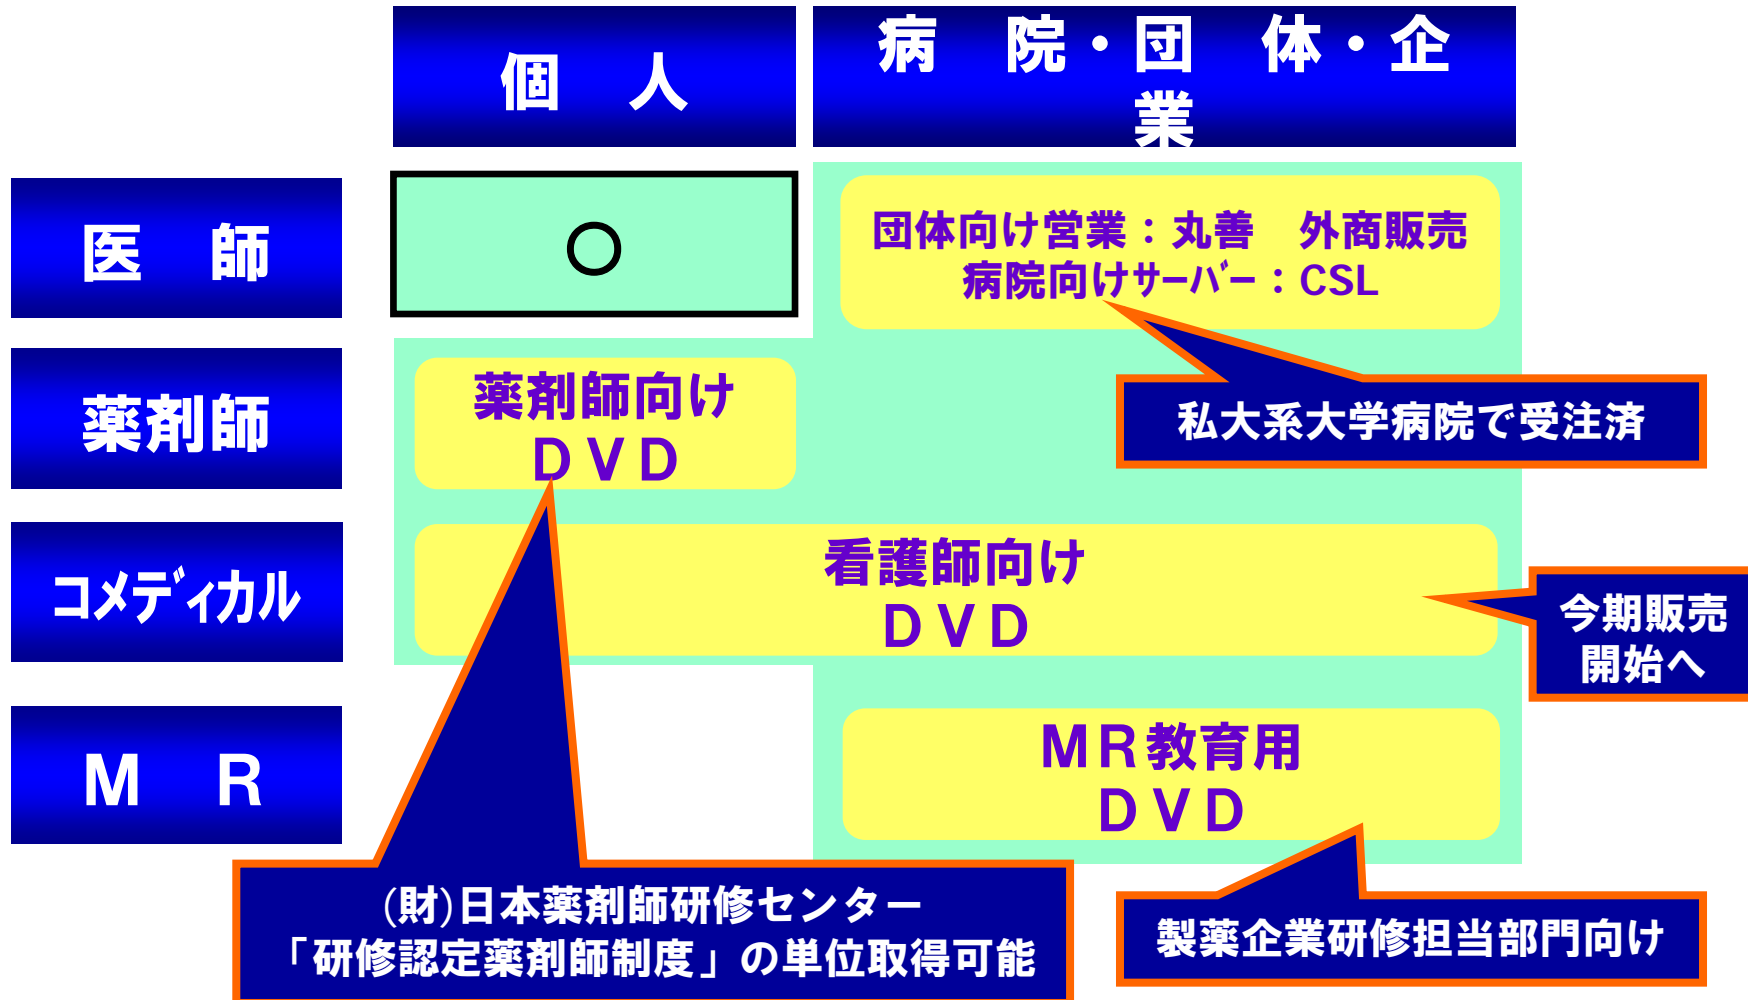 個　人
病　院・団　体・企
業
医　師
○
団体向け営業：丸善　外商販売
病院向けｻｰﾊﾞｰ：CSL
私大系大学病院で受注済
薬剤師
薬剤師向け
ＤＶＤ
コメディカル
看護師向け
ＤＶＤ
今期販売
開始へ
Ｍ　Ｒ
ＭＲ教育用
ＤＶＤ
(財)日本薬剤師研修センター
「研修認定薬剤師制度」の単位取得可能
製薬企業研修担当部門向け